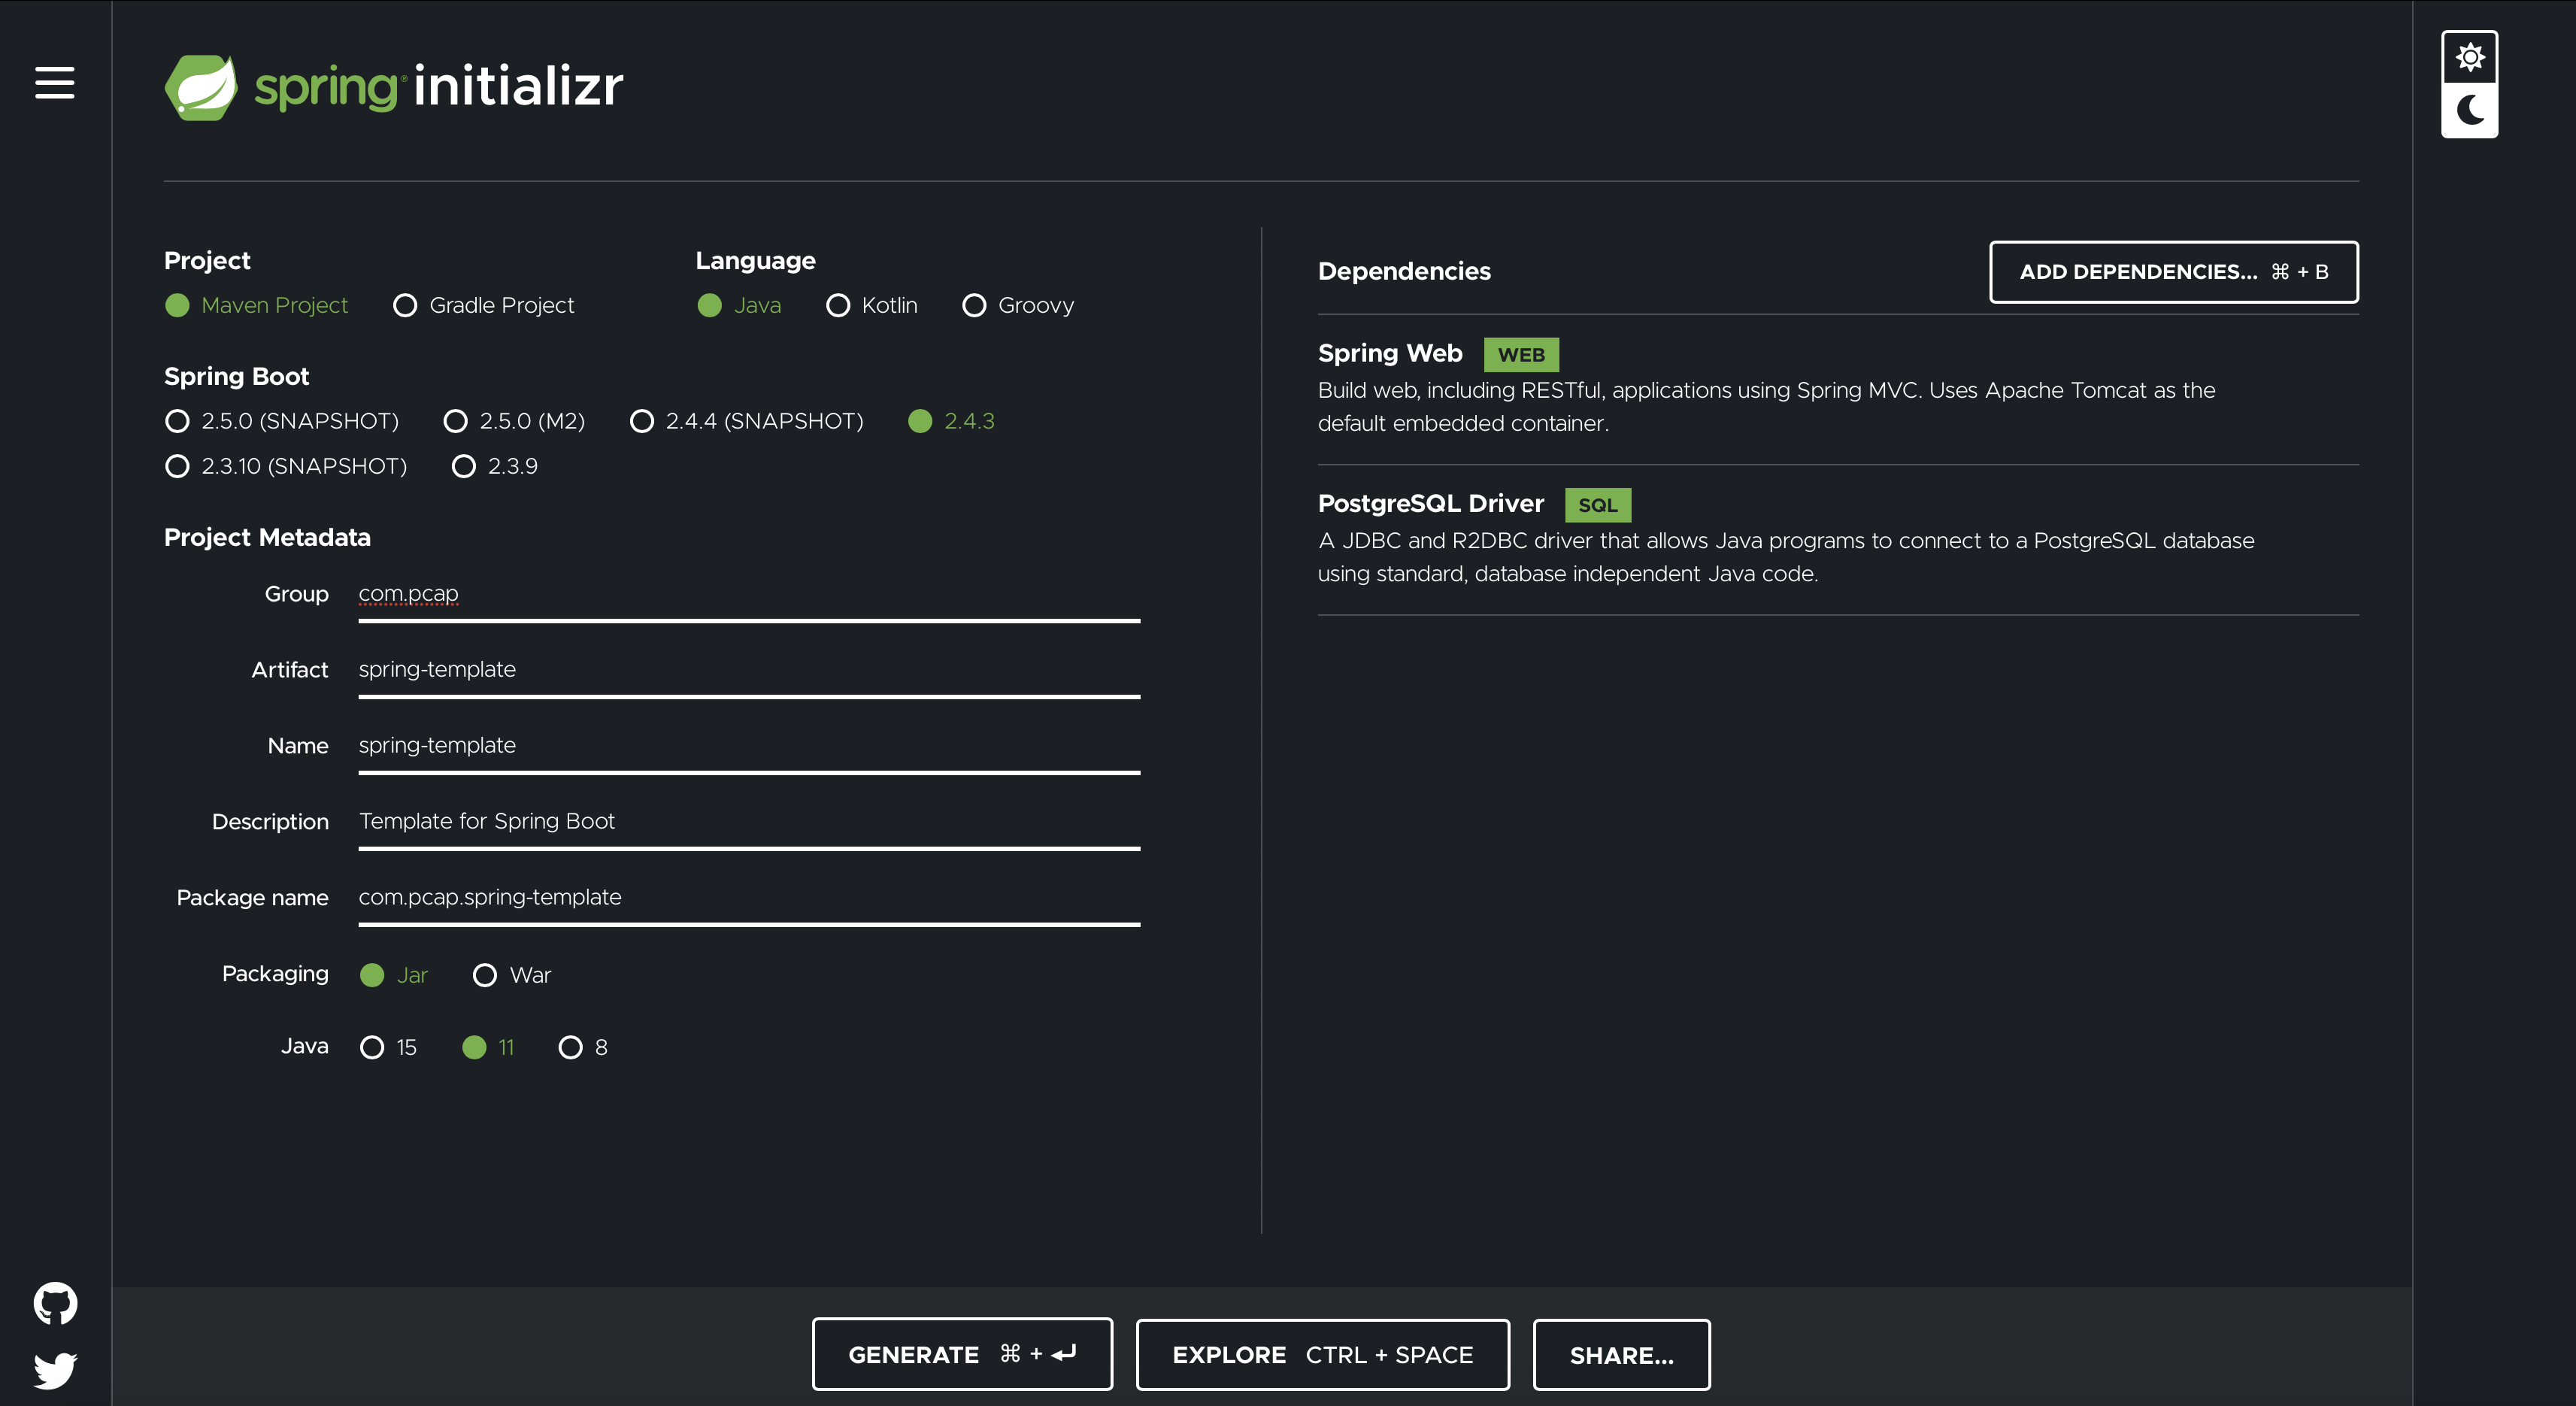 spring initializr
Project
Maven Project Gradle Project
Language
Java Kotlin Groovy
Spring Boot
2.5.0 (SNAPSHOT) 2.5.0 (M2) 2.4.4 (SNAPSHOT) 2.4.3
2.3.10 (SNAPSHOT) 2.3.9
Project Metadata
Group com.pcap
Artifact spring-template
Name spring-template
Description Template for Spring Boot
Package name com.pcap.spring-template
Packaging Jar War
Java 15 11 8
Dependencies
ADD DEPENDENCIES... ⌘ + B
Spring Web WEB
Build web, including RESTful, applications using Spring MVC. Uses Apache Tomcat as the
default embedded container.
PostgreSQL Driver SQL
A JDBC and R2DBC driver that allows Java programs to connect to a PostgreSQL database
using standard, database independent Java code.
GENERATE ⌘ + ↵
EXPLORE CTRL + SPACE
SHARE...